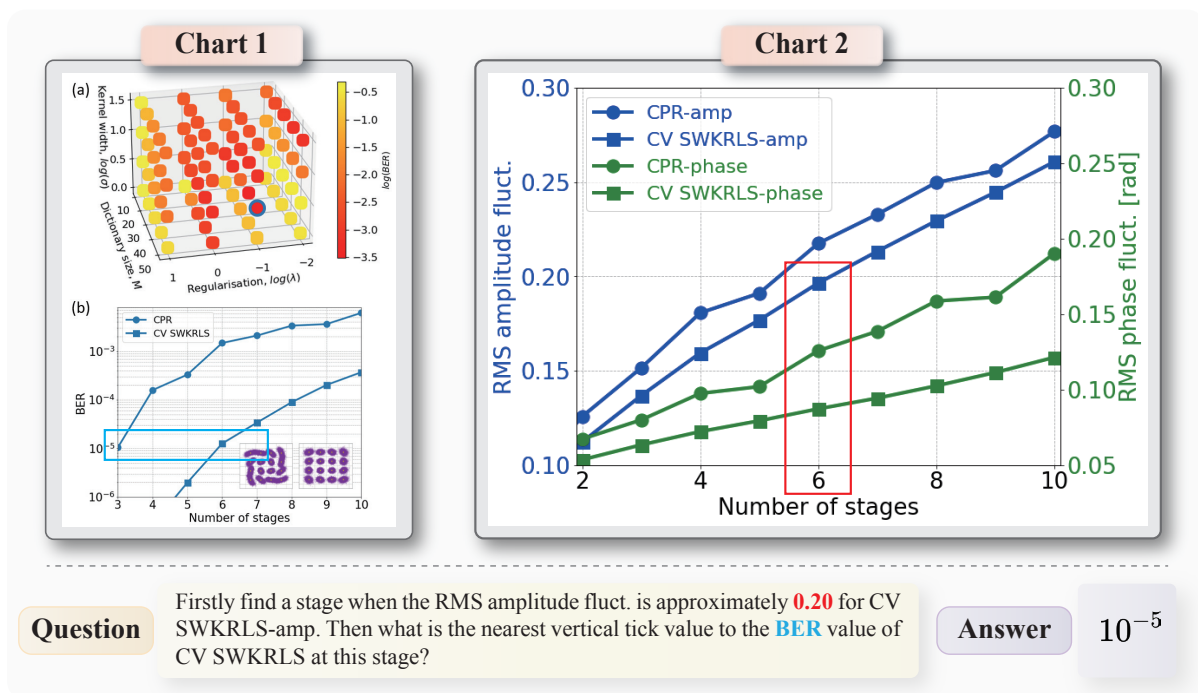 Chart 1
(a)
Kernel width, log(σ)
1.5
1.0
0.5
0.0
10
20
30
40
50
Dictionary size, M
1
0
−1
−2
Regularisation, log(λ)
−0.5
−1.0
−1.5
−2.0
−2.5
−3.0
−3.5
log(BER)
(b)
CPR
CV SWKRLS
10⁻³
10⁻⁴
10⁻⁵
10⁻⁶
BER
3 4 5 6 7 8 9 10
Number of stages
Chart 2
0.30
0.25
0.20
0.15
0.10
RMS amplitude fluct.
CPR-amp
CV SWKRLS-amp
CPR-phase
CV SWKRLS-phase
0.30
0.25
0.20
0.15
0.10
0.05
RMS phase fluct. [rad]
2 4 6 8 10
Number of stages
Question
Firstly find a stage when the RMS amplitude fluct. is approximately 0.20 for CV
SWKRLS-amp. Then what is the nearest vertical tick value to the BER value of
CV SWKRLS at this stage?
Answer
10⁻⁵